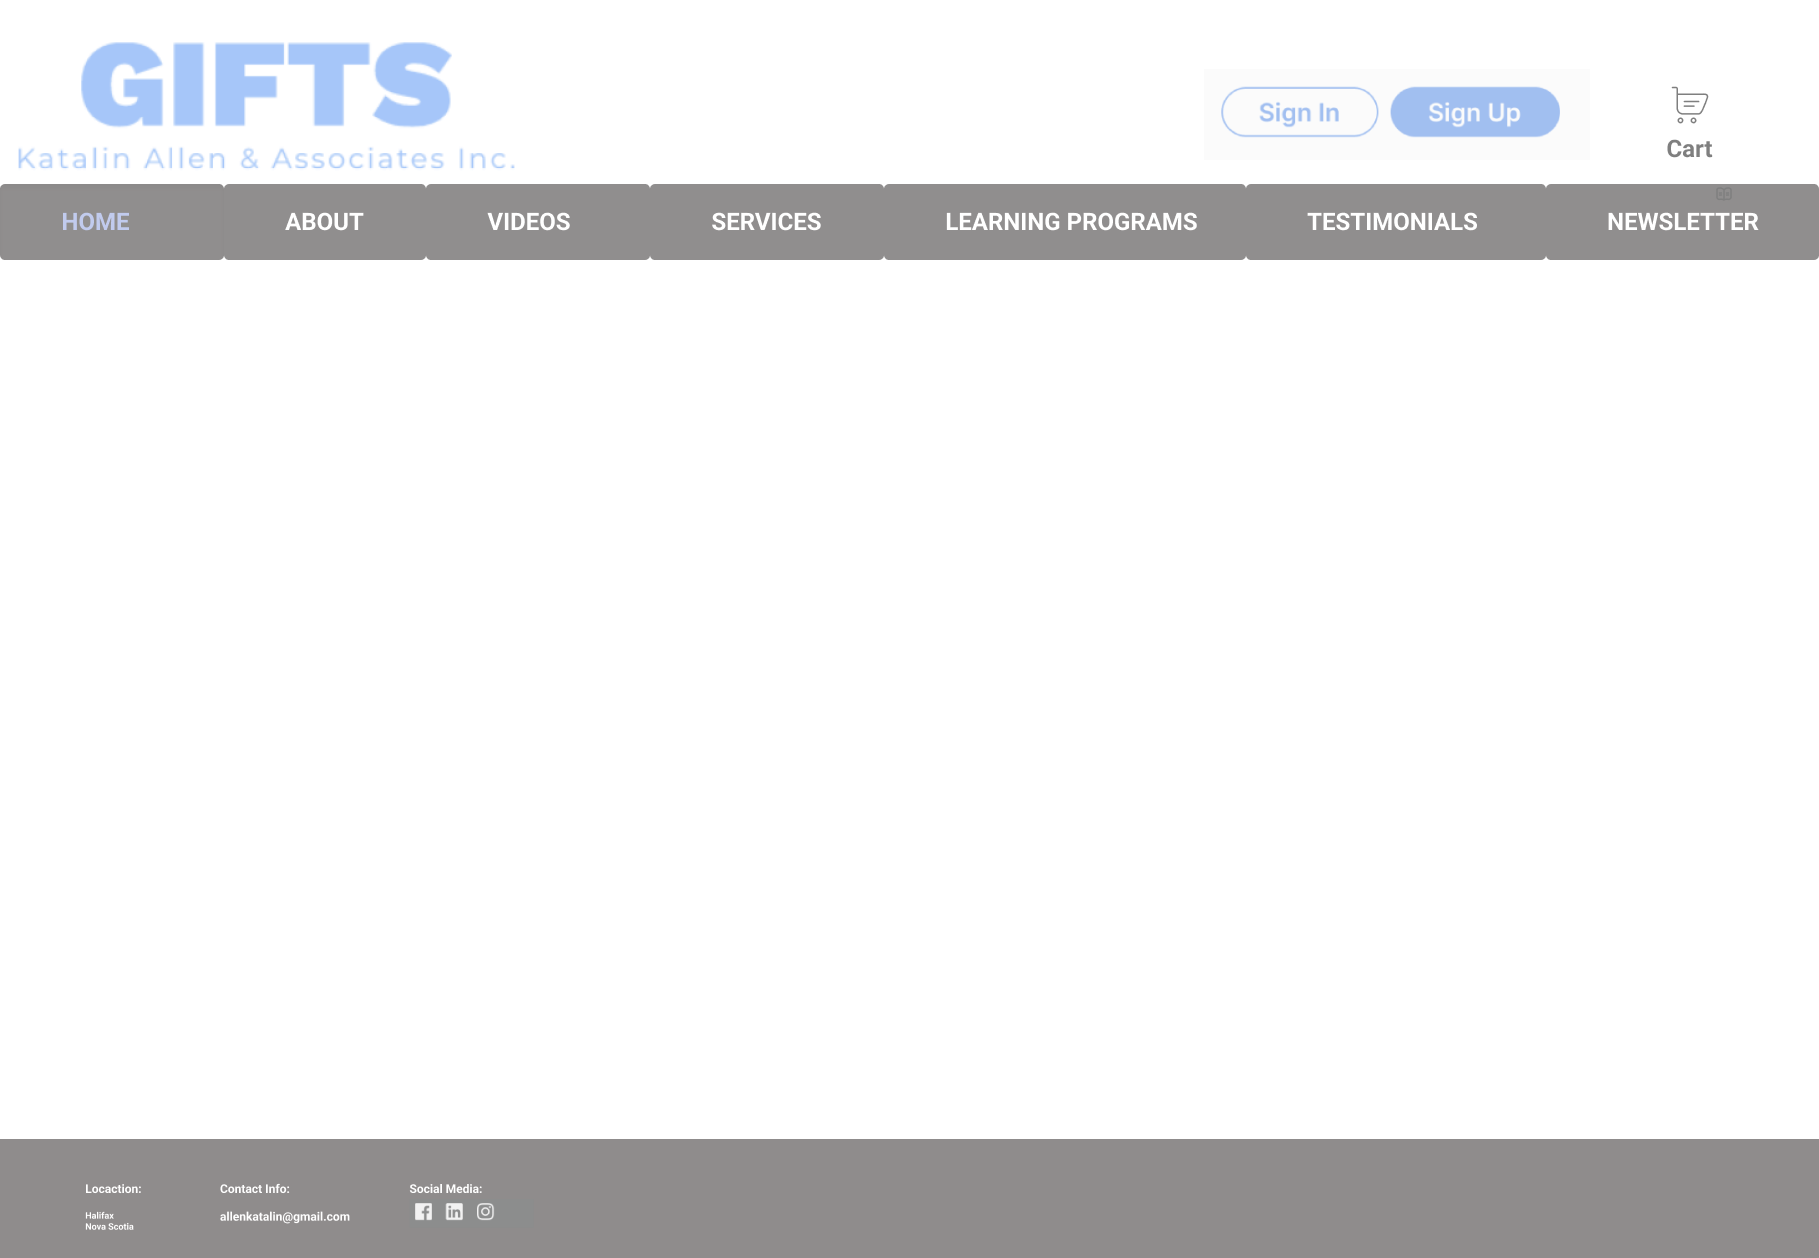 GIFTS
Katalin Allen & Associates Inc.
Sign In
Sign Up
Cart
HOME
ABOUT
VIDEOS
SERVICES
LEARNING PROGRAMS
TESTIMONIALS
NEWSLETTER
Locaction:
Halifax
Nova Scotia
Contact Info:
allenkatalin@gmail.com
Social Media: